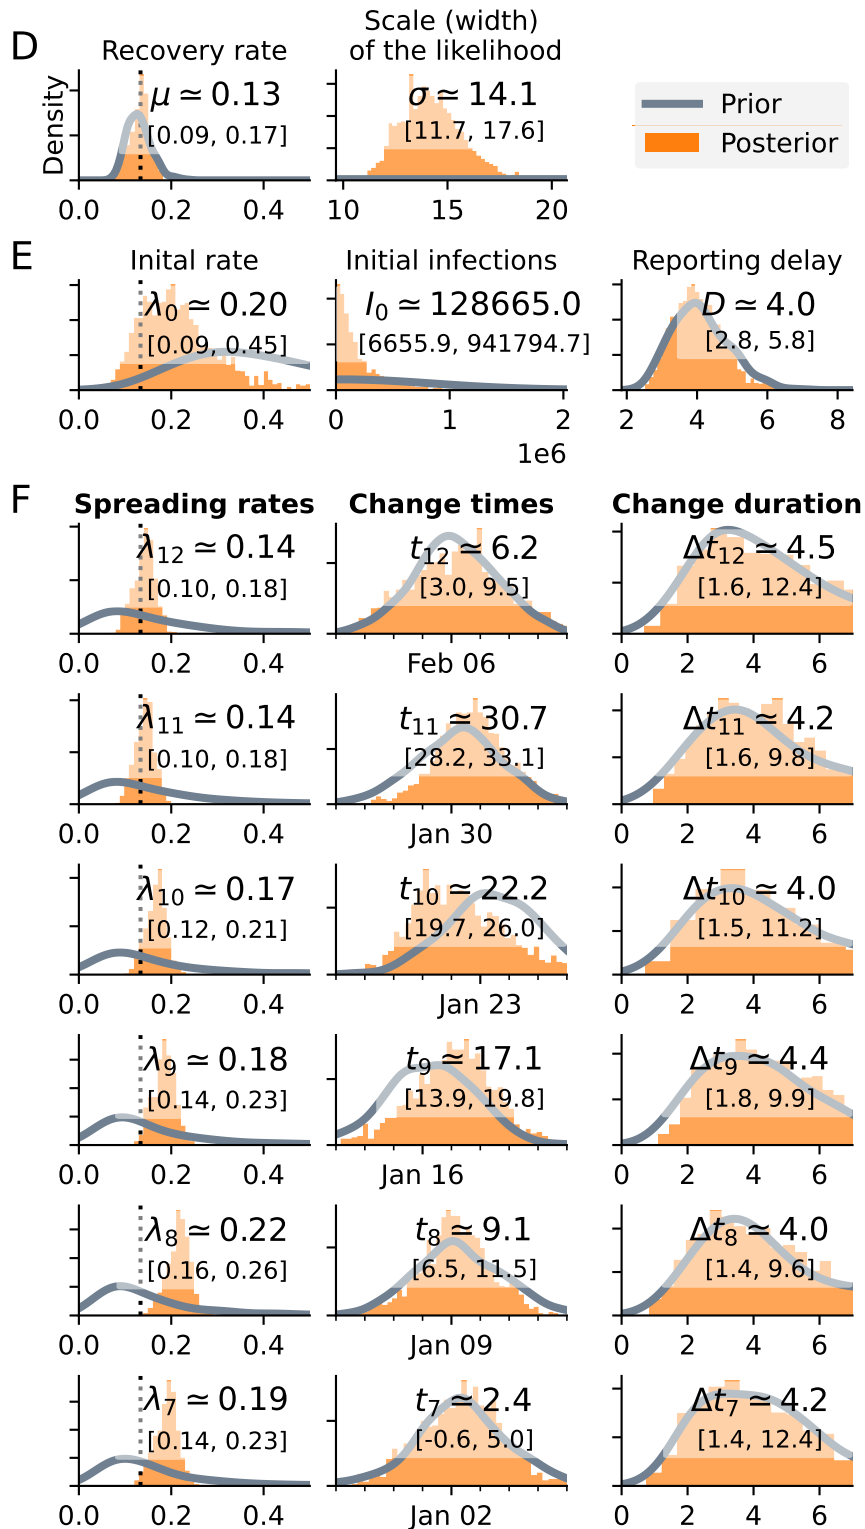 D
Recovery rate
Scale (width)
of the likelihood
Density
μ ≃ 0.13
[0.09, 0.17]
0.0 0.2 0.4
σ ≃ 14.1
[11.7, 17.6]
10 15 20
Prior
Posterior
E
Inital rate
λ0 ≃ 0.20
[0.09, 0.45]
0.0 0.2 0.4
Initial infections
I0 ≃ 128665.0
[6655.9, 941794.7]
0 1 2
1e6
Reporting delay
D ≃ 4.0
[2.8, 5.8]
2 4 6 8
F
Spreading rates
Change times
Change duration
λ12 ≃ 0.14
[0.10, 0.18]
0.0 0.2 0.4
t12 ≃ 6.2
[3.0, 9.5]
Feb 06
Δt12 ≃ 4.5
[1.6, 12.4]
0 2 4 6
λ11 ≃ 0.14
[0.10, 0.18]
0.0 0.2 0.4
t11 ≃ 30.7
[28.2, 33.1]
Jan 30
Δt11 ≃ 4.2
[1.6, 9.8]
0 2 4 6
λ10 ≃ 0.17
[0.12, 0.21]
0.0 0.2 0.4
t10 ≃ 22.2
[19.7, 26.0]
Jan 23
Δt10 ≃ 4.0
[1.5, 11.2]
0 2 4 6
λ9 ≃ 0.18
[0.14, 0.23]
0.0 0.2 0.4
t9 ≃ 17.1
[13.9, 19.8]
Jan 16
Δt9 ≃ 4.4
[1.8, 9.9]
0 2 4 6
λ8 ≃ 0.22
[0.16, 0.26]
0.0 0.2 0.4
t8 ≃ 9.1
[6.5, 11.5]
Jan 09
Δt8 ≃ 4.0
[1.4, 9.6]
0 2 4 6
λ7 ≃ 0.19
[0.14, 0.23]
0.0 0.2 0.4
t7 ≃ 2.4
[-0.6, 5.0]
Jan 02
Δt7 ≃ 4.2
[1.4, 12.4]
0 2 4 6